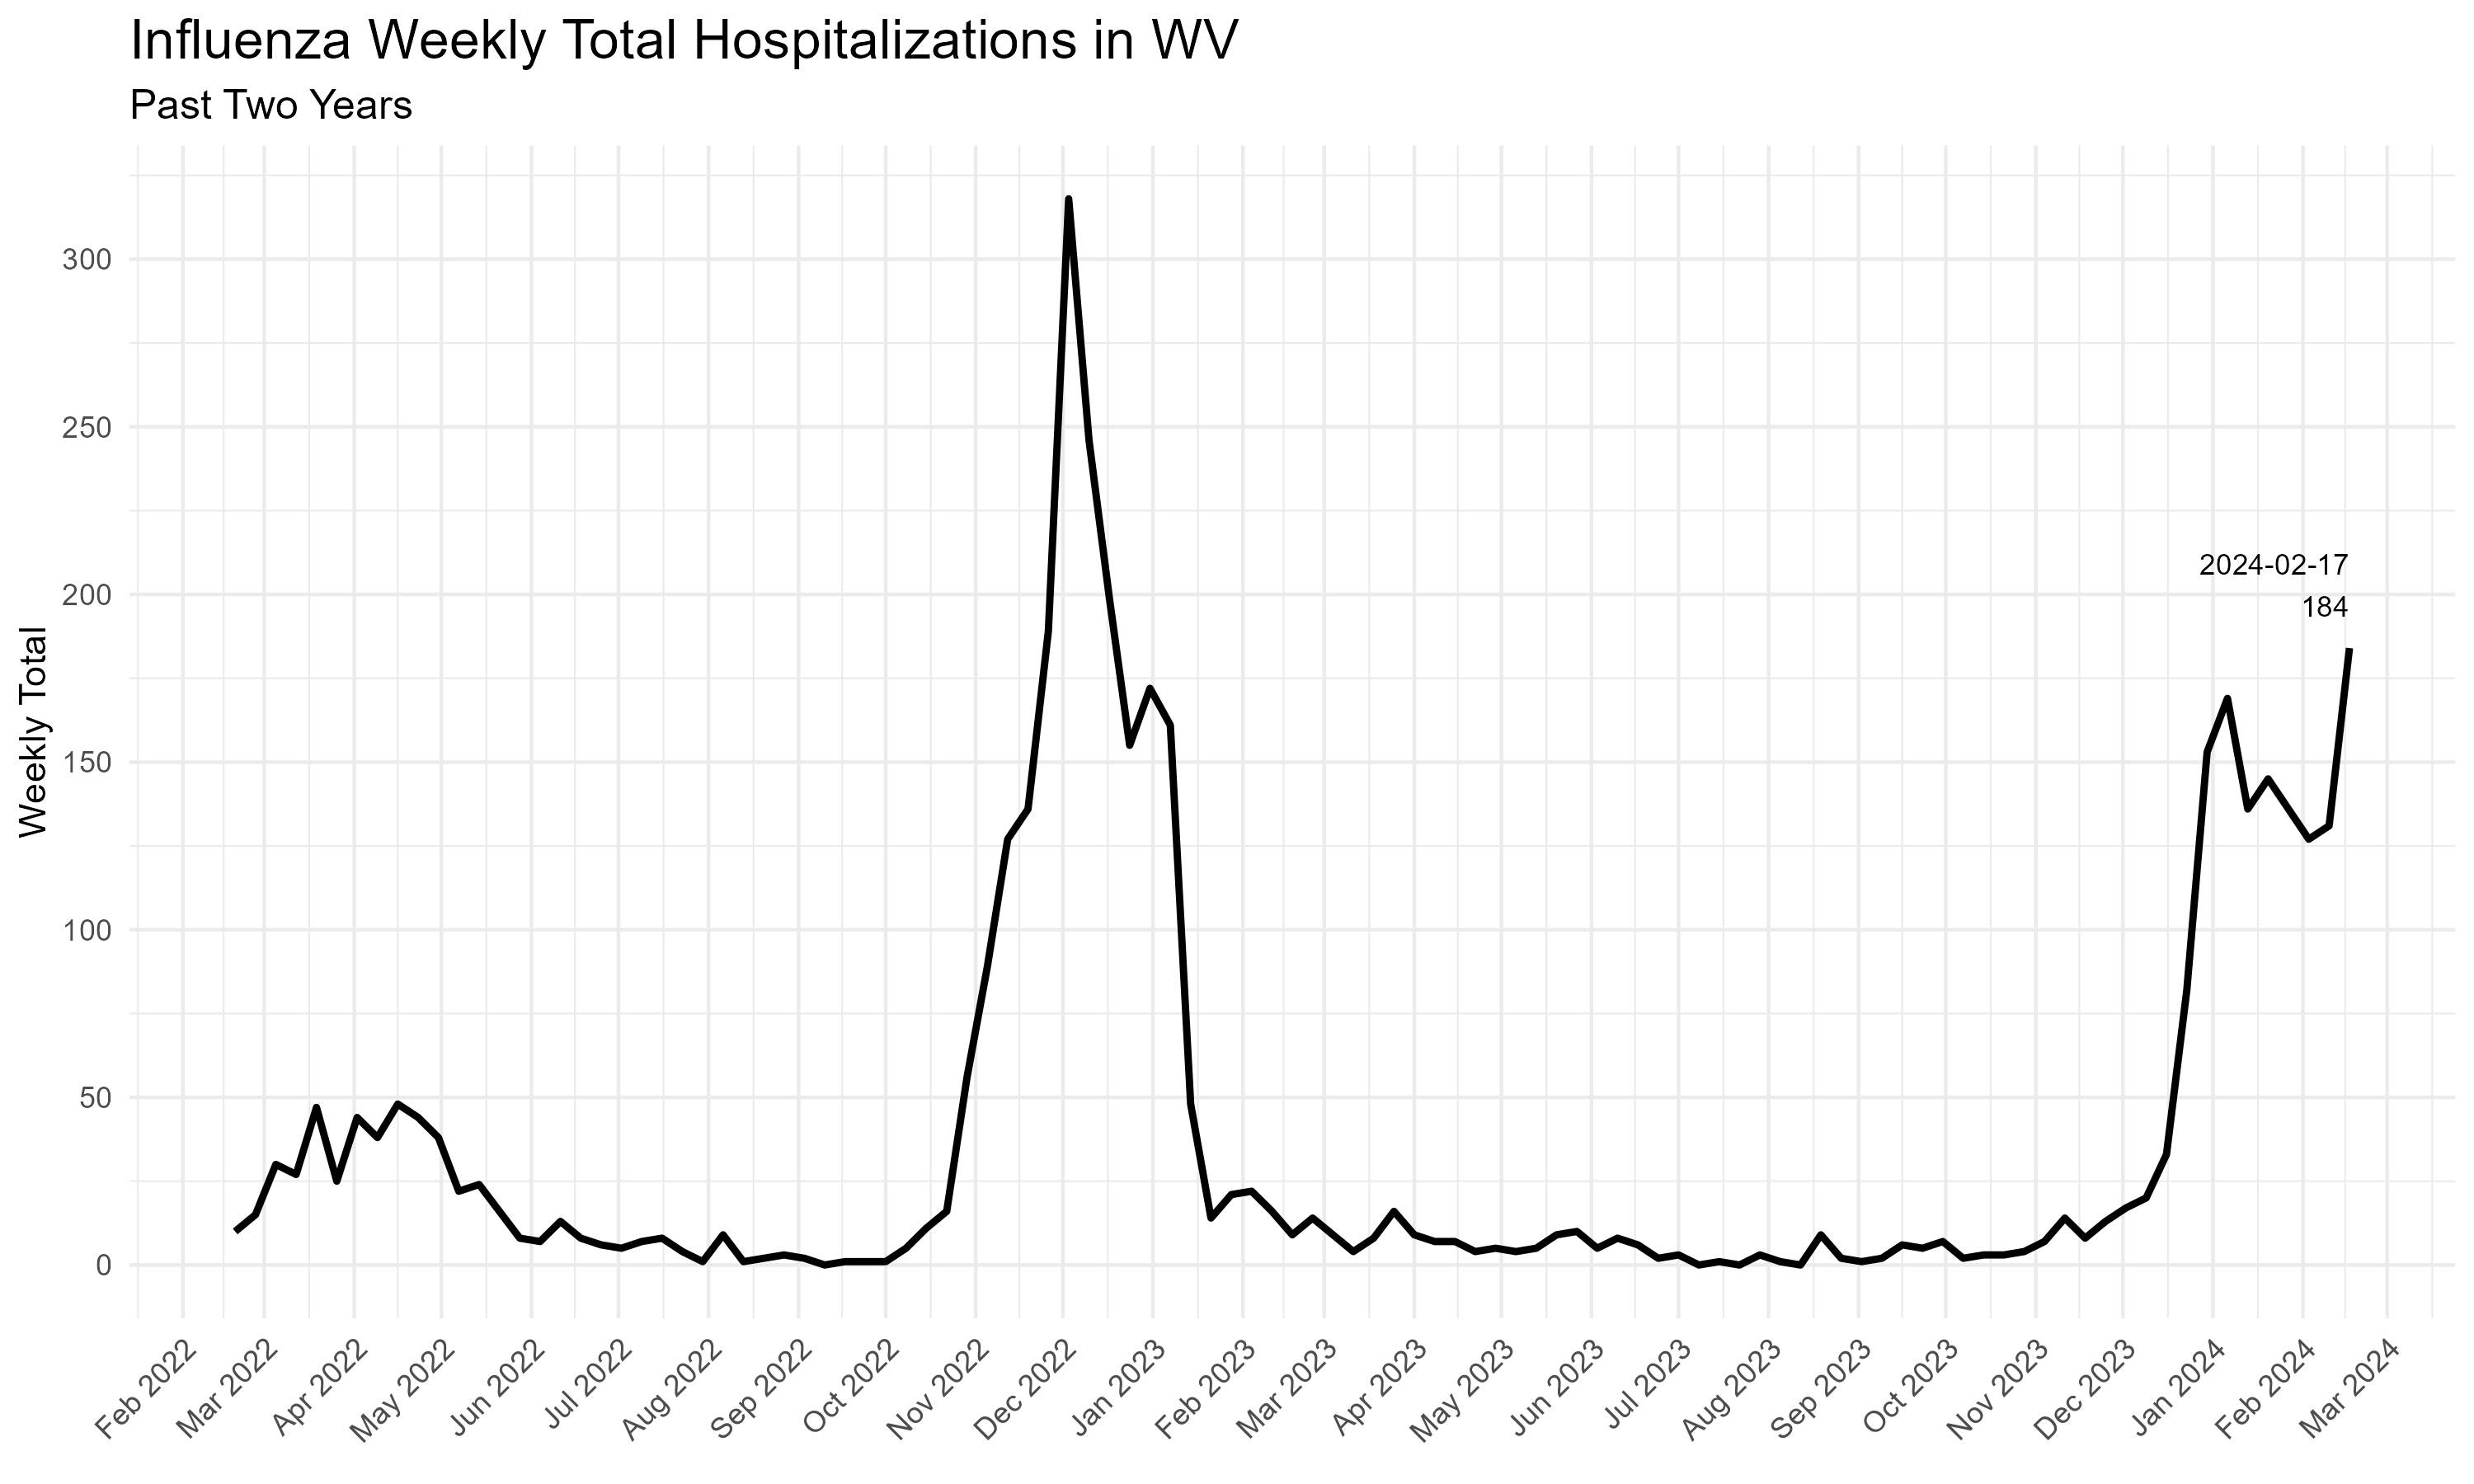 Influenza Weekly Total Hospitalizations in WV
Past Two Years
Weekly Total
300
250
200
150
100
50
0
2024-02-17
184
Feb 2022
Mar 2022
Apr 2022
May 2022
Jun 2022
Jul 2022
Aug 2022
Sep 2022
Oct 2022
Nov 2022
Dec 2022
Jan 2023
Feb 2023
Mar 2023
Apr 2023
May 2023
Jun 2023
Jul 2023
Aug 2023
Sep 2023
Oct 2023
Nov 2023
Dec 2023
Jan 2024
Feb 2024
Mar 2024